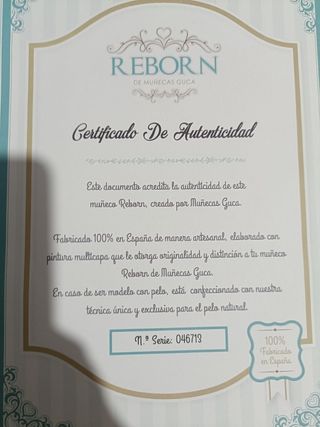 REBORN
DE MUÑECAS GUCA
Certificado De Autenticidad
Este documento acredita la autenticidad de este
muñeco Reborn, creado por Muñecas Guca.
Fabricado 100% en España de manera artesanal, elaborado con
pintura multicapa que le otorga originalidad y distinción a tu muñeco
Reborn de Muñecas Guca.
En caso de ser modelo con pelo, está confeccionado con nuestra
técnica única y exclusiva para el pelo natural.
N.º Serie: 046713
100%
Fabricado
en España